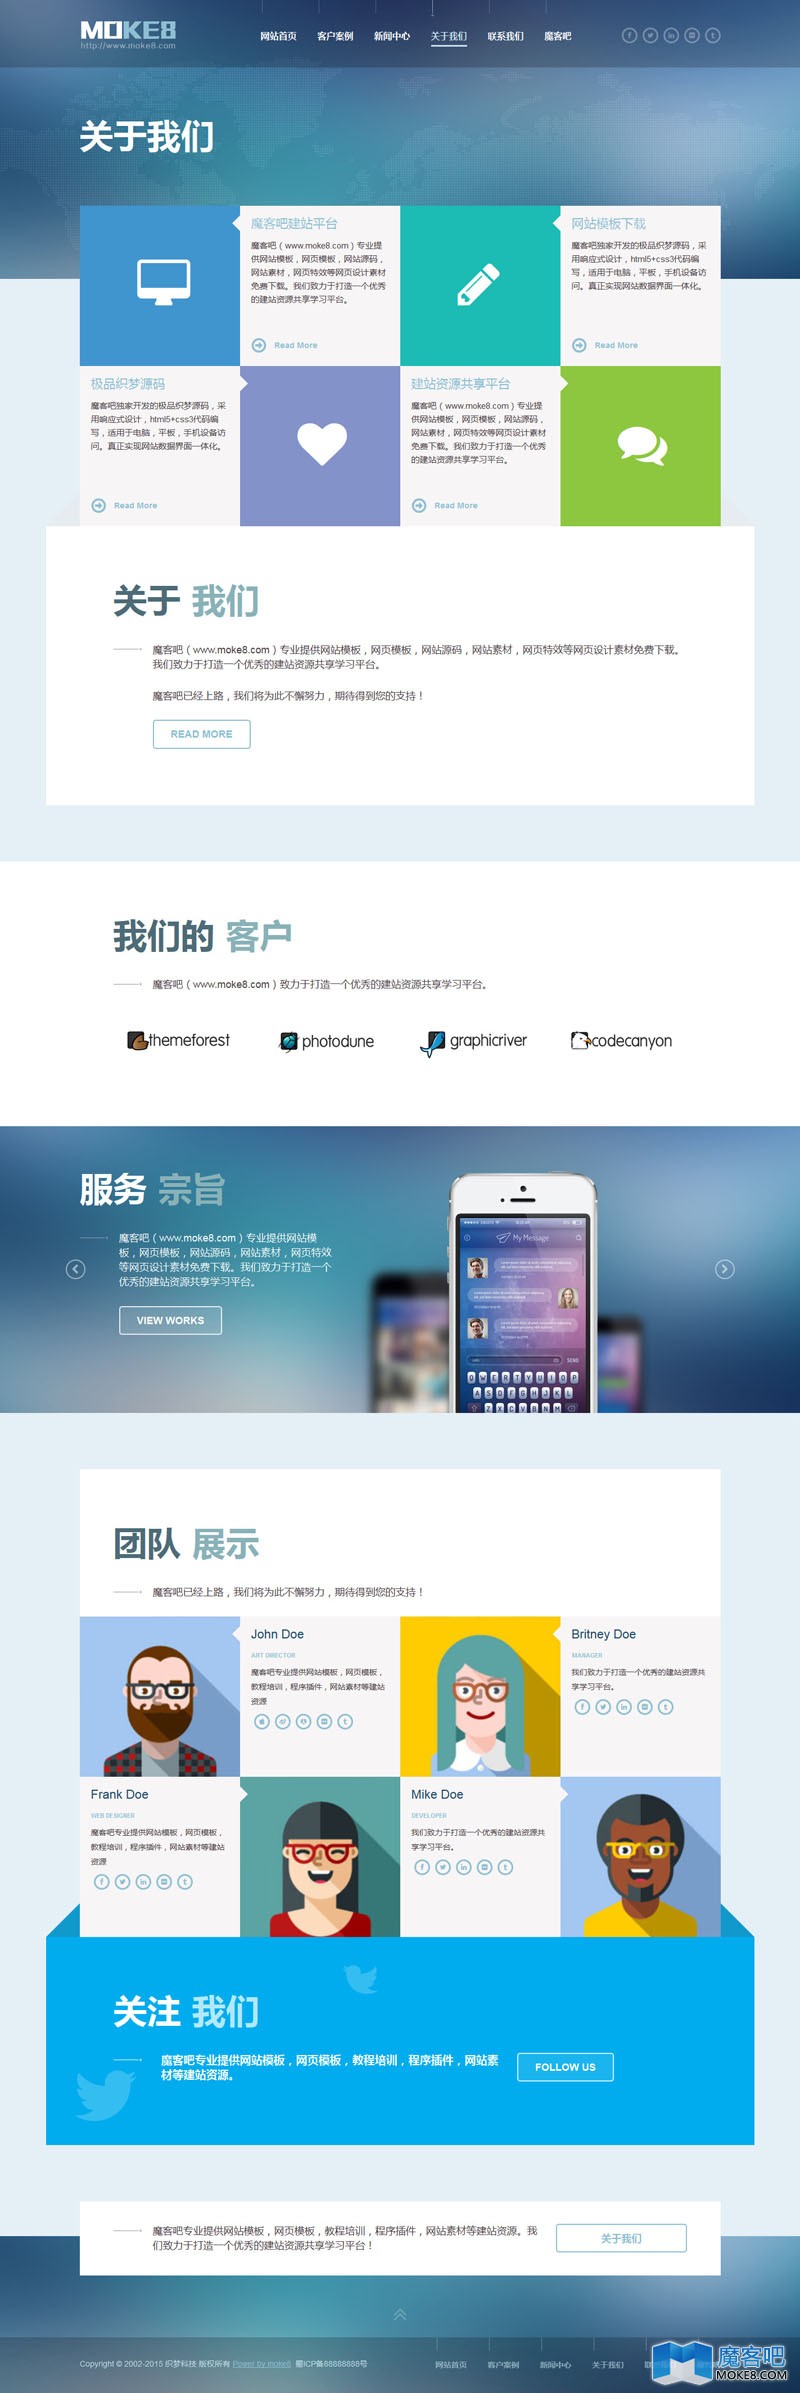 MOKE8
http://www.moke8.com
网站首页 客户案例 新闻中心 关于我们 联系我们 魔客吧
关于我们
魔客吧建站平台
魔客吧（www.moke8.com）专业提
供网站模板，网页模板，网站源码，
网站素材，网页特效等网页设计素材
免费下载。我们致力于打造一个优秀
的建站资源共享学习平台。
Read More
网站模板下载
魔客吧独家开发的极品织梦源码，采
用响应式设计，html5+css3代码编
写，适用于电脑，平板，手机设备访
问。真正实现网站数据界面一体化。
Read More
极品织梦源码
魔客吧独家开发的极品织梦源码，采
用响应式设计，html5+css3代码编
写，适用于电脑，平板，手机设备访
问。真正实现网站数据界面一体化。
Read More
建站资源共享平台
魔客吧（www.moke8.com）专业提
供网站模板，网页模板，网站源码，
网站素材，网页特效等网页设计素材
免费下载。我们致力于打造一个优秀
的建站资源共享学习平台。
Read More
关于 我们
魔客吧（www.moke8.com）专业提供网站模板，网页模板，网站源码，网站素材，网页特效等网页设计素材免费下载。
我们致力于打造一个优秀的建站资源共享学习平台。
魔客吧已经上路，我们将为此不懈努力，期待得到您的支持！
READ MORE
我们的 客户
魔客吧（www.moke8.com）致力于打造一个优秀的建站资源共享学习平台。
themeforest photodune graphicriver codecanyon
服务 宗旨
魔客吧（www.moke8.com）专业提供网站模
板，网页模板，网站源码，网站素材，网页特效
等网页设计素材免费下载。我们致力于打造一个
优秀的建站资源共享学习平台。
VIEW WORKS
My Message
SEND
Q W E R T Y U I O P
A S D F G H J K L
Z X C V B N M
团队 展示
魔客吧已经上路，我们将为此不懈努力，期待得到您的支持！
John Doe
ART DIRECTOR
魔客吧专业提供网站模板，网页模板，
教程培训，程序插件，网站素材等建站
资源
Britney Doe
MANAGER
我们致力于打造一个优秀的建站资源共
享学习平台。
Frank Doe
WEB DESIGNER
魔客吧专业提供网站模板，网页模板，
教程培训，程序插件，网站素材等建站
资源
Mike Doe
DEVELOPER
我们致力于打造一个优秀的建站资源共
享学习平台。
关注 我们
魔客吧专业提供网站模板，网页模板，教程培训，程序插件，网站素
材等建站资源。
FOLLOW US
魔客吧专业提供网站模板，网页模板，教程培训，程序插件，网站素材等建站资源。我
们致力于打造一个优秀的建站资源共享学习平台！
关于我们
Copyright © 2002-2015 织梦科技 版权所有 Power by moke8 蜀ICP备88888888号
网站首页 客户案例 新闻中心 关于我们
魔客吧
MOKE8.COM